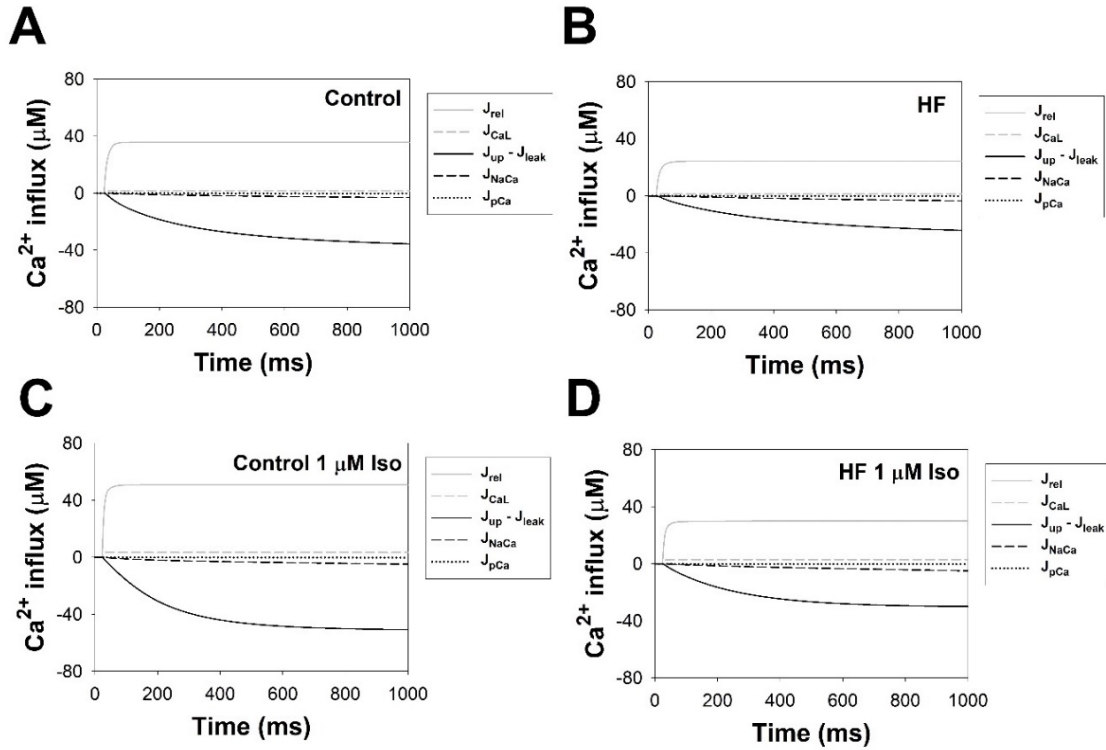 A
Control
Ca2+ influx (μM)
80
40
0
-40
-80
0 200 400 600 800 1000
Time (ms)
Jrel
JCaL
Jup - Jleak
JNaCa
JpCa
B
HF
Ca2+ influx (μM)
80
40
0
-40
-80
0 200 400 600 800 1000
Time (ms)
Jrel
JCaL
Jup - Jleak
JNaCa
JpCa
C
Control 1 μM Iso
Ca2+ influx (μM)
80
40
0
-40
-80
0 200 400 600 800 1000
Time (ms)
Jrel
JCaL
Jup - Jleak
JNaCa
JpCa
D
HF 1 μM Iso
Ca2+ influx (μM)
80
40
0
-40
-80
0 200 400 600 800 1000
Time (ms)
Jrel
JCaL
Jup - Jleak
JNaCa
JpCa